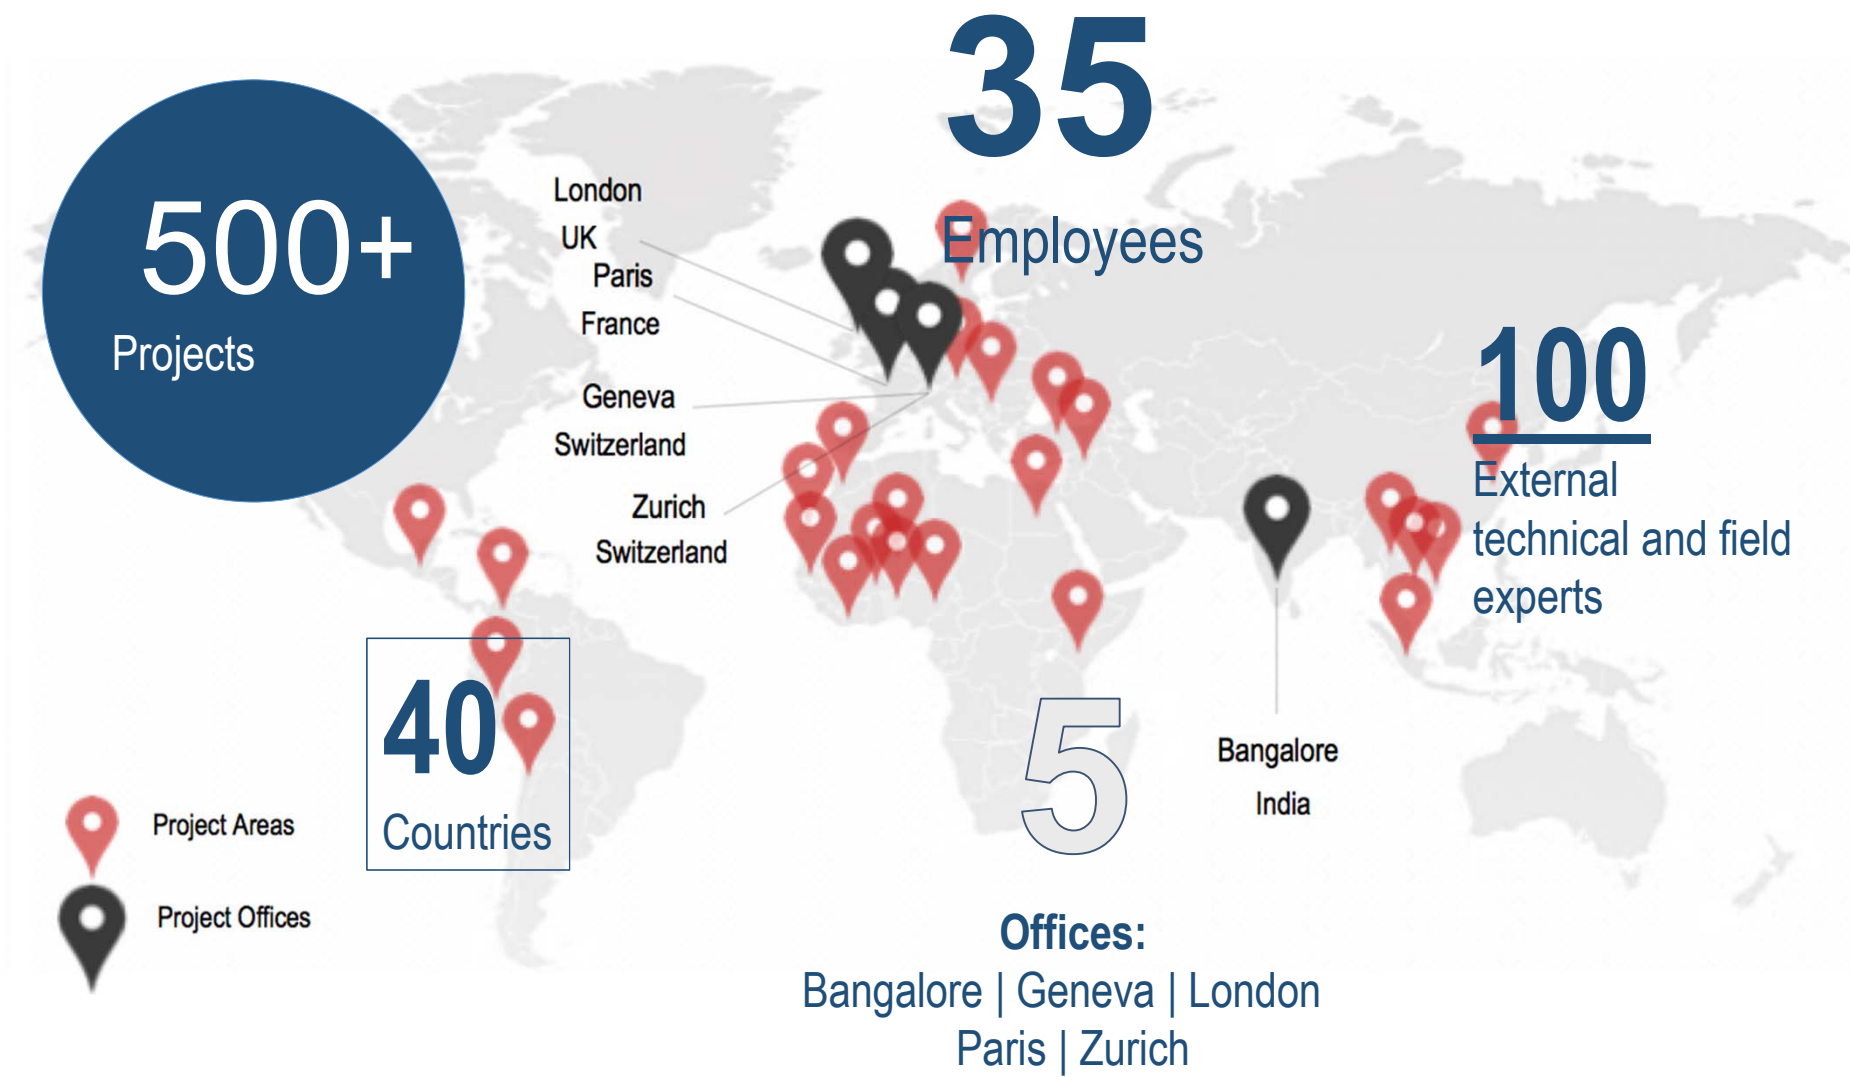 35
Employees
500+
Projects
London
UK
Paris
France
Geneva
Switzerland
Zurich
Switzerland
100
External
technical and field
experts
40
Countries
5
Bangalore
India
Project Areas
Project Offices
Offices:
Bangalore | Geneva | London
Paris | Zurich